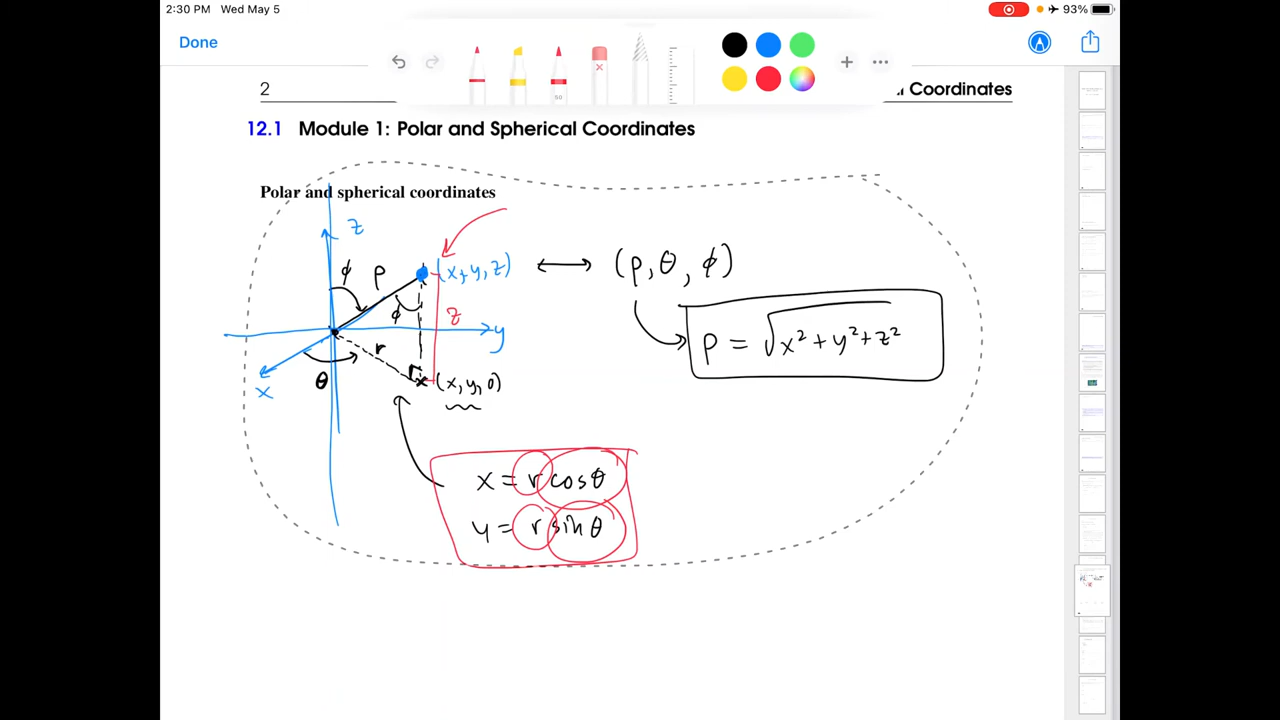 2:30 PM Wed May 5
93%
Done
50
2
l Coordinates
12.1 Module 1: Polar and Spherical Coordinates
Polar and spherical coordinates
z
ϕ
ρ
(x, y, z) ↔ (ρ, θ, ϕ)
ϕ
z
y
ρ = √x² + y² + z²
r
θ
x
x (x, y, 0)
x = r cos θ
y = r sin θ